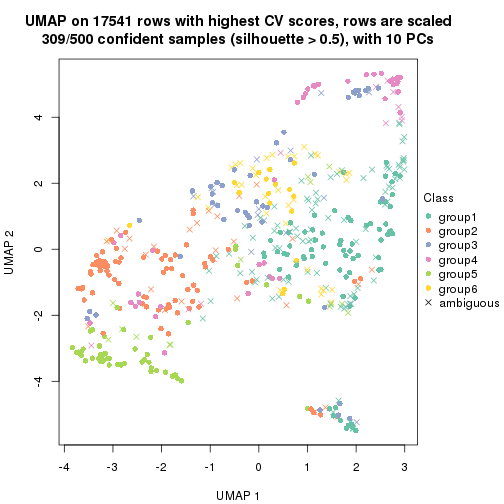 UMAP on 17541 rows with highest CV scores, rows are scaled
309/500 confident samples (silhouette > 0.5), with 10 PCs
4
2
0
-2
-4
UMAP 2
-4 -3 -2 -1 0 1 2 3
UMAP 1
Class
group1
group2
group3
group4
group5
group6
ambiguous